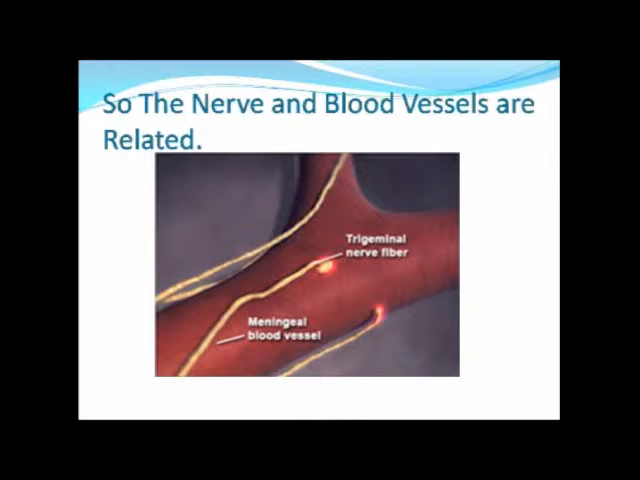 So The Nerve and Blood Vessels are
Related.
Trigeminal
nerve fiber
Meningeal
blood vessel